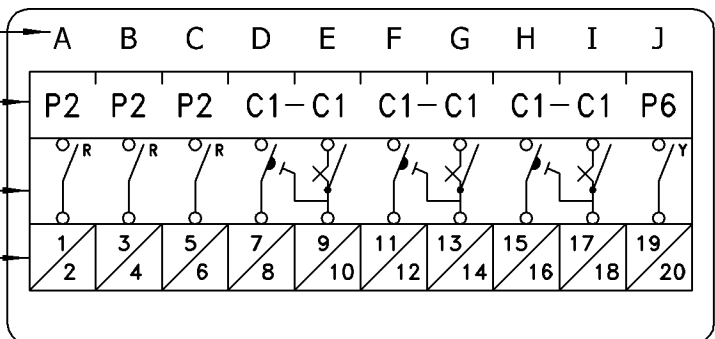 A B C D E F G H I J
P2 P2 P2 C1-C1 C1-C1 C1-C1 P6
R R R Y
1 3 5 7 9 11 13 15 17 19
2 4 6 8 10 12 14 16 18 20